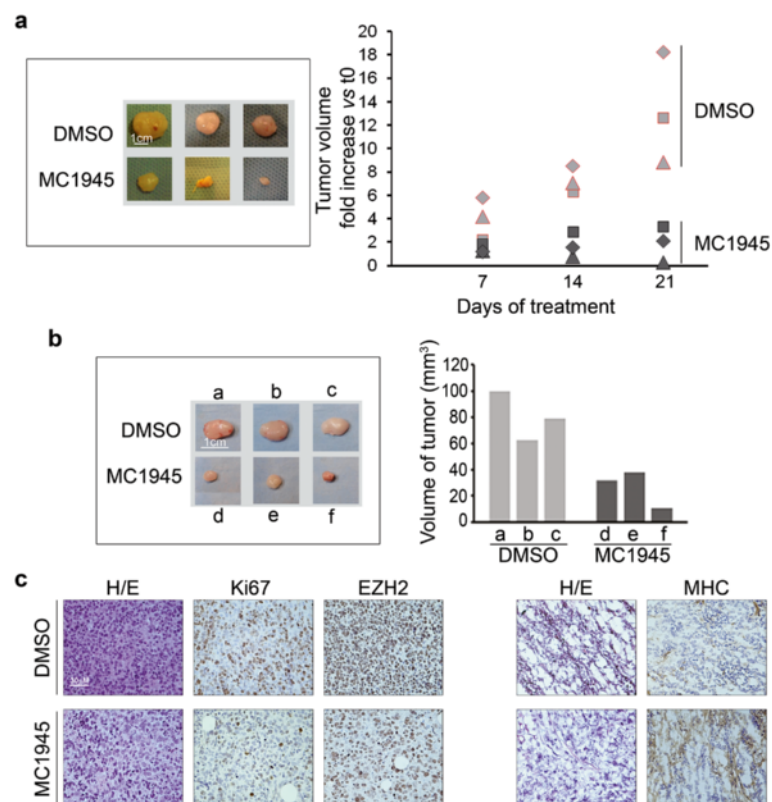 a
DMSO
1cm
MC1945
Tumor volume
fold increase vs t0
20
18
16
14
12
10
8
6
4
2
0
7 14 21
Days of treatment
DMSO
MC1945
b
a b c
DMSO
1cm
MC1945
d e f
Volume of tumor (mm³)
120
100
80
60
40
20
0
a b c d e f
DMSO MC1945
c
H/E Ki67 EZH2 H/E MHC
DMSO
MC1945